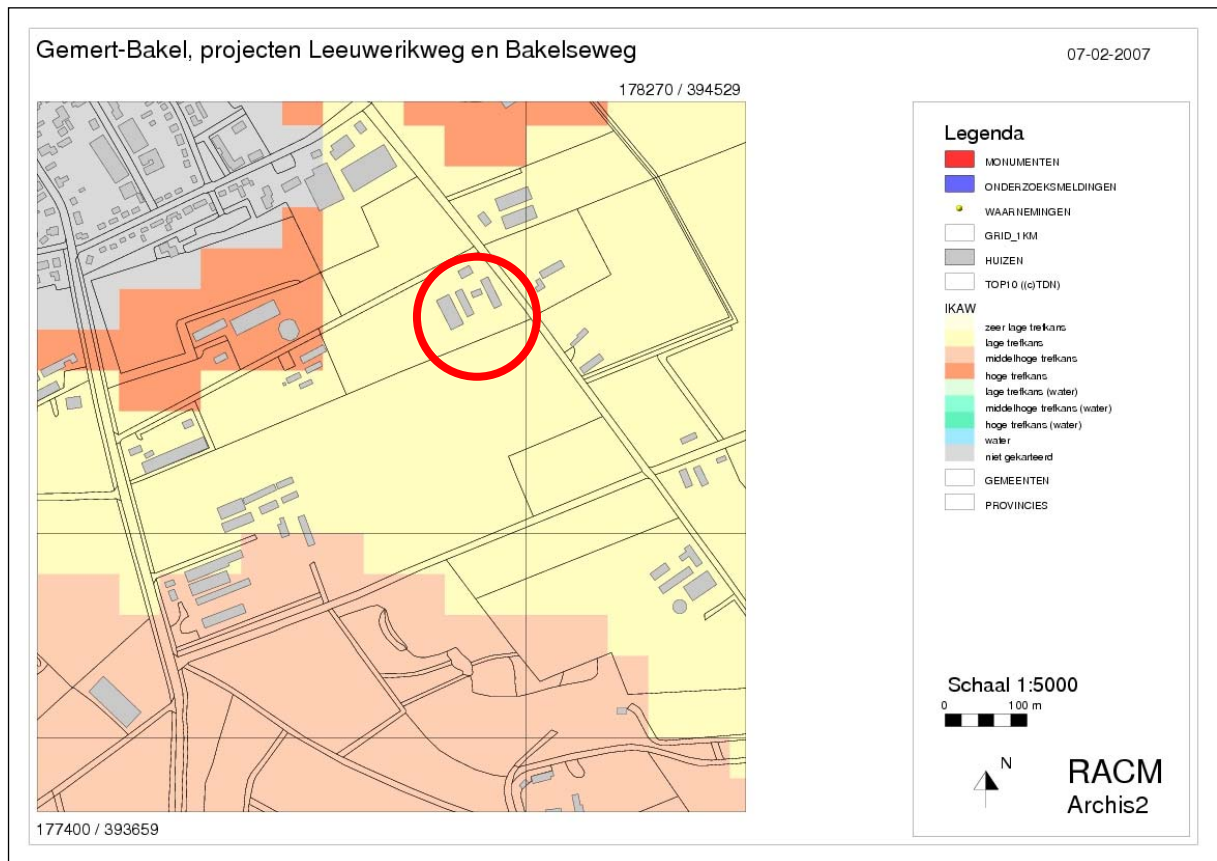 Gemert-Bakel, projecten Leeuwerikweg en Bakelseweg
07-02-2007
178270 / 394529
Legenda
MONUMENTEN
ONDERZOEKSMELDINGEN
WAARNEMINGEN
GRID_1KM
HUIZEN
TOP10 ((c)TDN)
IKAW
zeer lage trefkans
lage trefkans
middelhoge trefkans
hoge trefkans
lage trefkans (water)
middelhoge trefkans (water)
hoge trefkans (water)
water
niet gekarteerd
GEMEENTEN
PROVINCIES
Schaal 1:5000
0 100 m
N
RACM
Archis2
177400 / 393659